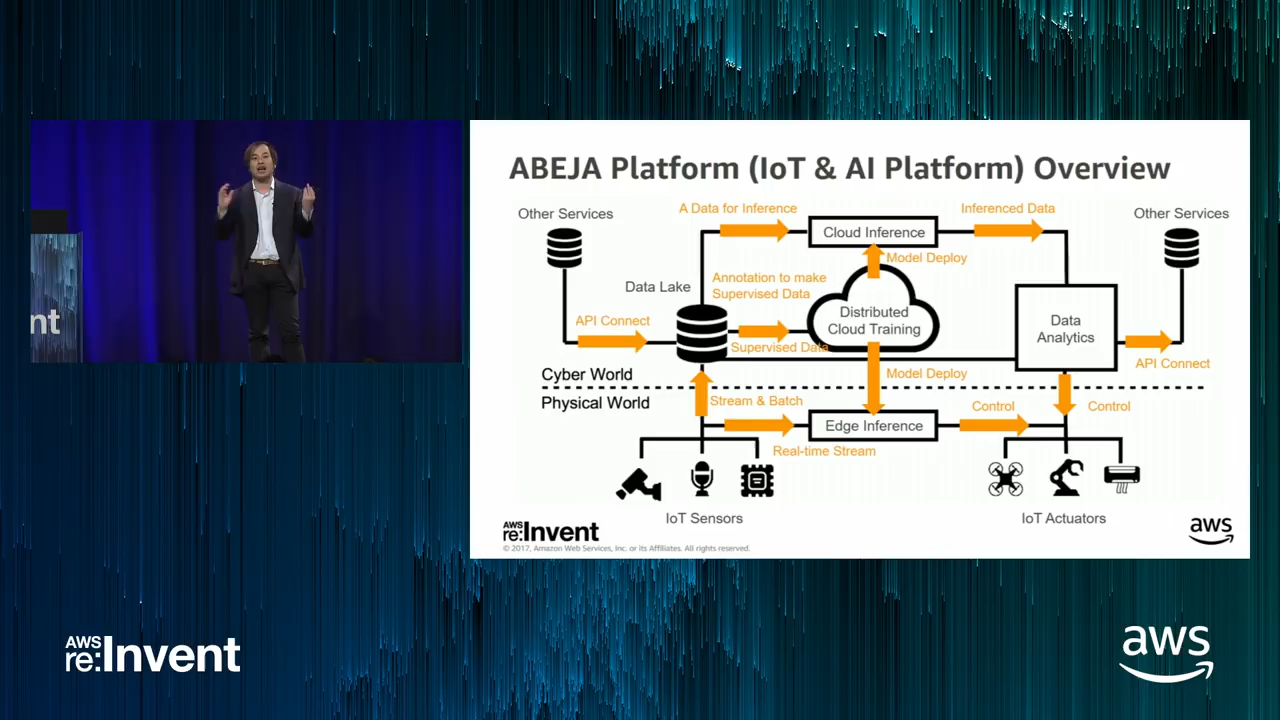 ABEJA Platform (IoT & AI Platform) Overview
Other Services
A Data for Inference
Cloud Inference
Inferenced Data
Other Services
Model Deploy
Data Lake
Annotation to make
Supervised Data
Distributed
Cloud Training
Data
Analytics
API Connect
Supervised Data
API Connect
Cyber World
Model Deploy
Physical World
Stream & Batch
Edge Inference
Control
Control
Real-time Stream
IoT Sensors
IoT Actuators
AWS
re:Invent
© 2017, Amazon Web Services, Inc. or its Affiliates. All rights reserved.
aws
nt
AWS
re:Invent
aws